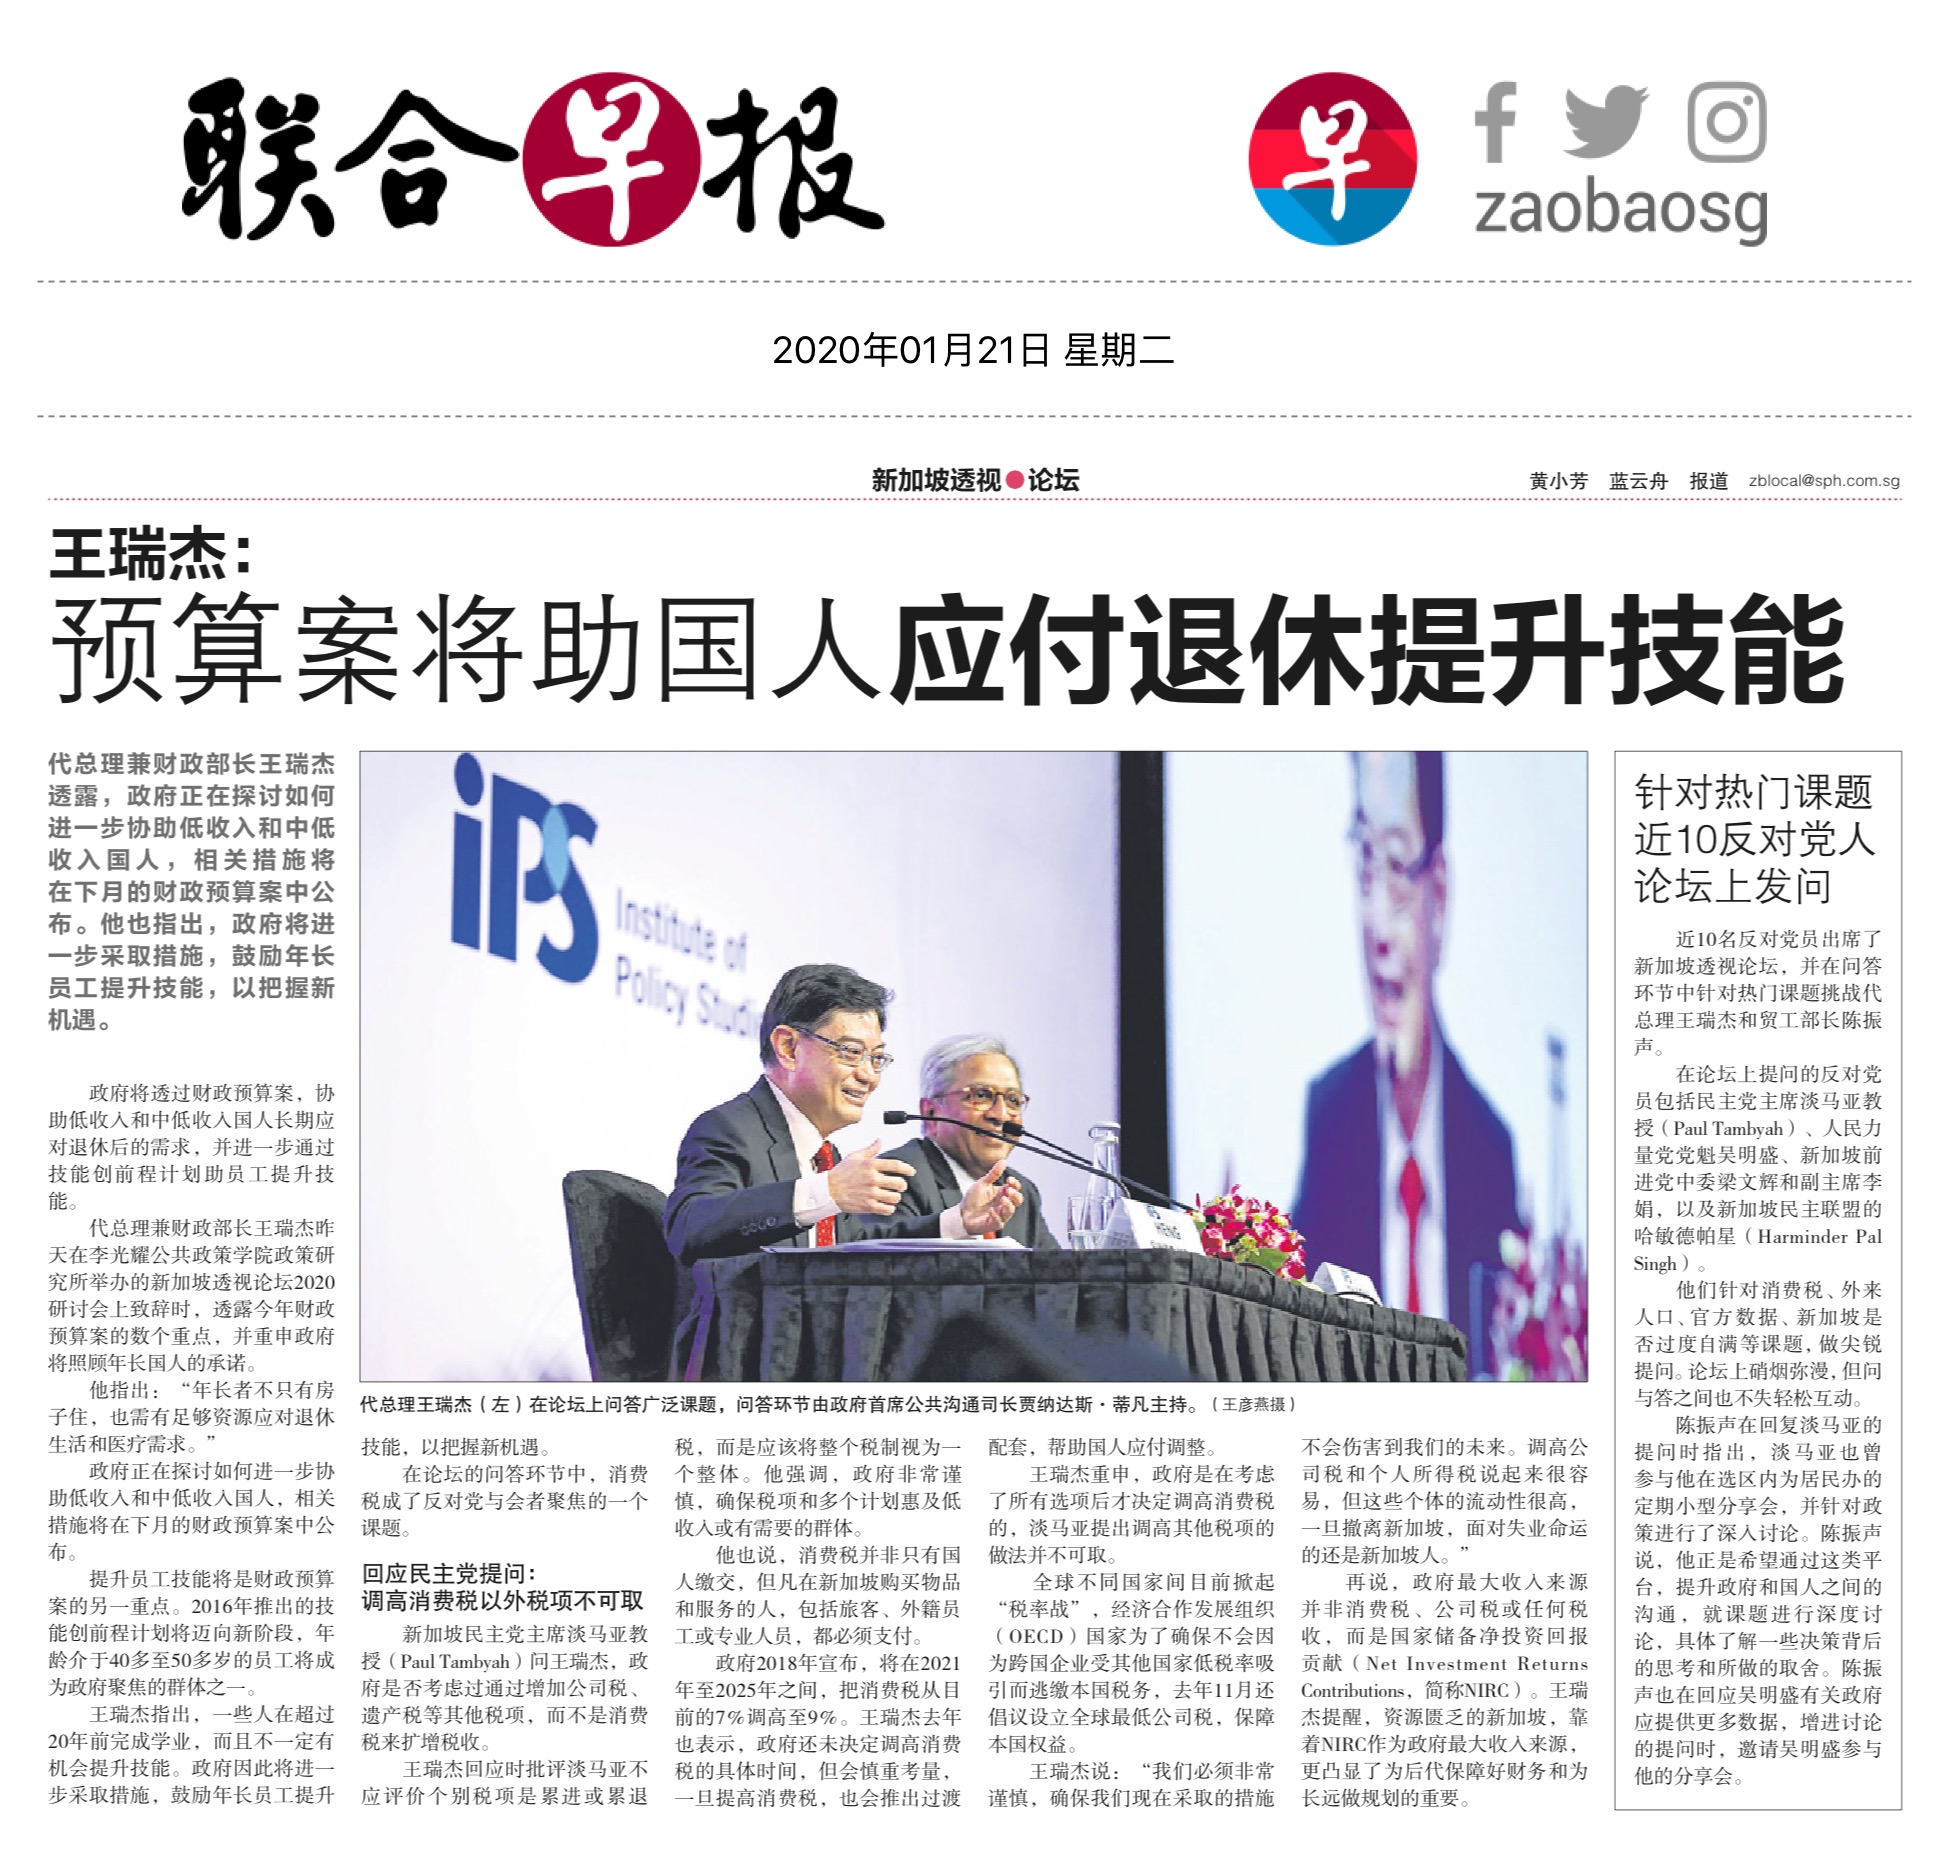 联合早报
早
zaobaosg
2020年01月21日 星期二
新加坡透视●论坛
黄小芳 蓝云舟 报道 zblocal@sph.com.sg
王瑞杰：
预算案将助国人应付退休提升技能
代总理兼财政部长王瑞杰
透露，政府正在探讨如何
进一步协助低收入和中低
收入国人，相关措施将
在下月的财政预算案中公
布。他也指出，政府将进
一步采取措施，鼓励年长
员工提升技能，以把握新
机遇。
政府将透过财政预算案，协
助低收入和中低收入国人长期应
对退休后的需求，并进一步通过
技能创前程计划助员工提升技
能。
代总理兼财政部长王瑞杰昨
天在李光耀公共政策学院政策研
究所举办的新加坡透视论坛2020
研讨会上致辞时，透露今年财政
预算案的数个重点，并重申政府
将照顾年长国人的承诺。
他指出：“年长者不只有房
子住，也需有足够资源应对退休
生活和医疗需求。”
政府正在探讨如何进一步协
助低收入和中低收入国人，相关
措施将在下月的财政预算案中公
布。
提升员工技能将是财政预算
案的另一重点。2016年推出的技
能创前程计划将迈向新阶段，年
龄介于40多至50多岁的员工将成
为政府聚焦的群体之一。
王瑞杰指出，一些人在超过
20年前完成学业，而且不一定有
机会提升技能。政府因此将进一
步采取措施，鼓励年长员工提升
iPS
Institute of
Policy Studies
HENG
代总理王瑞杰（左）在论坛上问答广泛课题，问答环节由政府首席公共沟通司长贾纳达斯·蒂凡主持。（王彦燕摄）
技能，以把握新机遇。
在论坛的问答环节中，消费
税成了反对党与会者聚焦的一个
课题。
回应民主党提问：
调高消费税以外税项不可取
新加坡民主党主席淡马亚教
授（Paul Tambyah）问王瑞杰，政
府是否考虑过通过增加公司税、
遗产税等其他税项，而不是消费
税来扩增税收。
王瑞杰回应时批评淡马亚不
应评价个别税项是累进或累退
税，而是应该将整个税制视为一
个整体。他强调，政府非常谨
慎，确保税项和多个计划惠及低
收入或有需要的群体。
他也说，消费税并非只有国
人缴交，但凡在新加坡购买物品
和服务的人，包括旅客、外籍员
工或专业人员，都必须支付。
政府2018年宣布，将在2021
年至2025年之间，把消费税从目
前的7%调高至9%。王瑞杰去年
也表示，政府还未决定调高消费
税的具体时间，但会慎重考量，
一旦提高消费税，也会推出过渡
配套，帮助国人应付调整。
王瑞杰重申，政府是在考虑
了所有选项后才决定调高消费税
的，淡马亚提出调高其他税项的
做法并不可取。
全球不同国家间目前掀起
“税率战”，经济合作发展组织
（OECD）国家为了确保不会因
为跨国企业受其他国家低税率吸
引而逃缴本国税务，去年11月还
倡议设立全球最低公司税，保障
本国权益。
王瑞杰说：“我们必须非常
谨慎，确保我们现在采取的措施
不会伤害到我们的未来。调高公
司税和个人所得税说起来很容
易，但这些个体的流动性很高，
一旦撤离新加坡，面对失业命运
的还是新加坡人。”
再说，政府最大收入来源
并非消费税、公司税或任何税
收，而是国家储备净投资回报
贡献（Net Investment Returns
Contributions，简称NIRC）。王瑞
杰提醒，资源匮乏的新加坡，靠
着NIRC作为政府最大收入来源，
更凸显了为后代保障好财务和为
长远做规划的重要。
针对热门课题
近10反对党人
论坛上发问
近10名反对党员出席了
新加坡透视论坛，并在问答
环节中针对热门课题挑战代
总理王瑞杰和贸工部长陈振
声。
在论坛上提问的反对党
员包括民主党主席淡马亚教
授（Paul Tambyah）、人民力
量党党魁吴明盛、新加坡前
进党中委梁文辉和副主席李
娟，以及新加坡民主联盟的
哈敏德帕星（Harminder Pal
Singh）。
他们针对消费税、外来
人口、官方数据、新加坡是
否过度自满等课题，做尖锐
提问。论坛上硝烟弥漫，但问
与答之间也不失轻松互动。
陈振声在回复淡马亚的
提问时指出，淡马亚也曾
参与他在选区内为居民办的
定期小型分享会，并针对政
策进行了深入讨论。陈振声
说，他正是希望通过这类平
台，提升政府和国人之间的
沟通，就课题进行深度讨
论，具体了解一些决策背后
的思考和所做的取舍。陈振
声也在回应吴明盛有关政府
应提供更多数据，增进讨论
的提问时，邀请吴明盛参与
他的分享会。